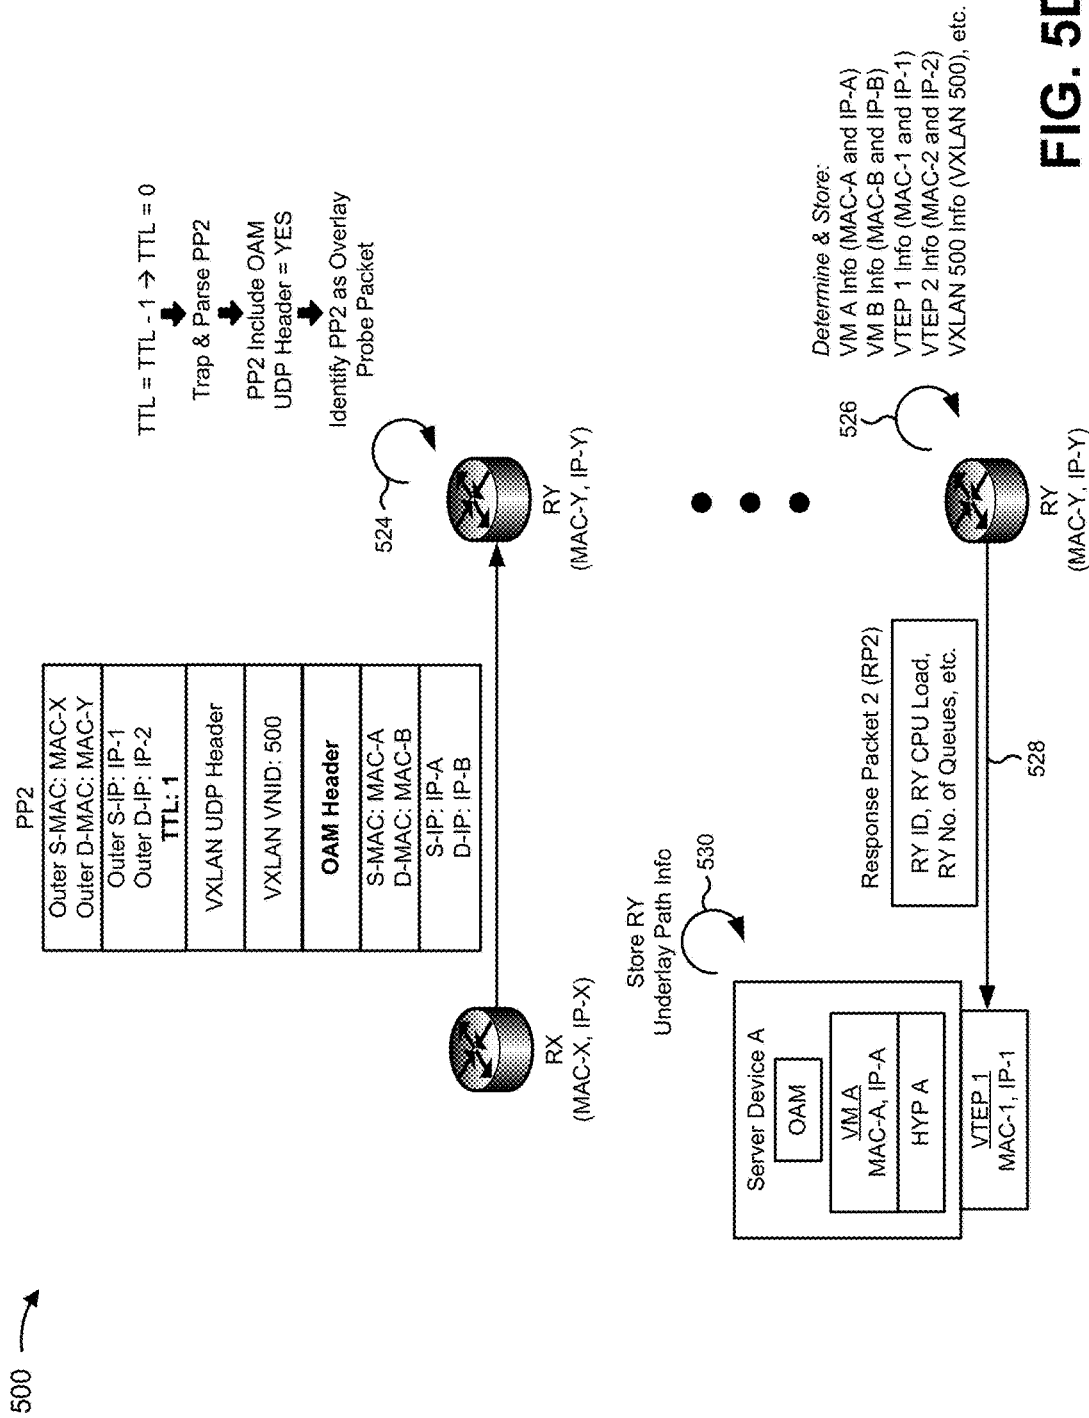 500
PP2
Outer S-MAC: MAC-X
Outer D-MAC: MAC-Y
Outer S-IP: IP-1
Outer D-IP: IP-2
TTL: 1
VXLAN UDP Header
VXLAN VNID: 500
OAM Header
S-MAC: MAC-A
D-MAC: MAC-B
S-IP: IP-A
D-IP: IP-B
TTL = TTL - 1 → TTL = 0
Trap & Parse PP2
PP2 Include OAM
UDP Header = YES
Identify PP2 as Overlay
Probe Packet
524
RX
(MAC-X, IP-X)
RY
(MAC-Y, IP-Y)
Store RY
Underlay Path Info
530
Server Device A
OAM
VM A
MAC-A, IP-A
HYP A
VTEP 1
MAC-1, IP-1
Response Packet 2 (RP2)
RY ID, RY CPU Load,
RY No. of Queues, etc.
528
Determine & Store:
VM A Info (MAC-A and IP-A)
VM B Info (MAC-B and IP-B)
VTEP 1 Info (MAC-1 and IP-1)
VTEP 2 Info (MAC-2 and IP-2)
VXLAN 500 Info (VXLAN 500), etc.
526
RY
(MAC-Y, IP-Y)
FIG. 5D